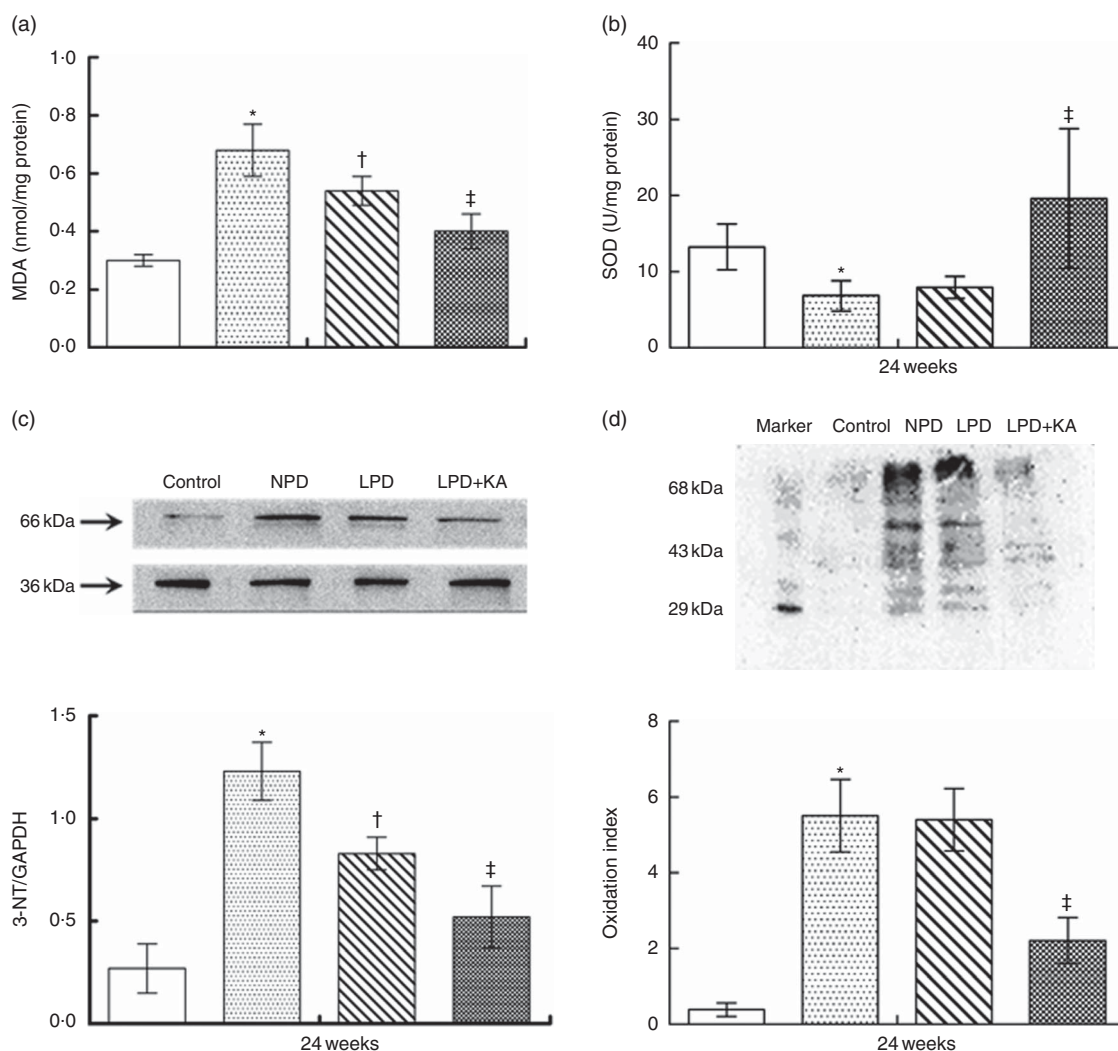 (a)
1·0
0·8
0·6
0·4
0·2
0·0
MDA (nmol/mg protein)
*
†
‡
(b)
40
30
20
10
0
SOD (U/mg protein)
*
‡
24 weeks
(c)
Control NPD LPD LPD+KA
66 kDa
36 kDa
1·5
1·0
0·5
0·0
3-NT/GAPDH
*
†
‡
24 weeks
(d)
Marker Control NPD LPD LPD+KA
68 kDa
43 kDa
29 kDa
8
6
4
2
0
Oxidation index
*
‡
24 weeks